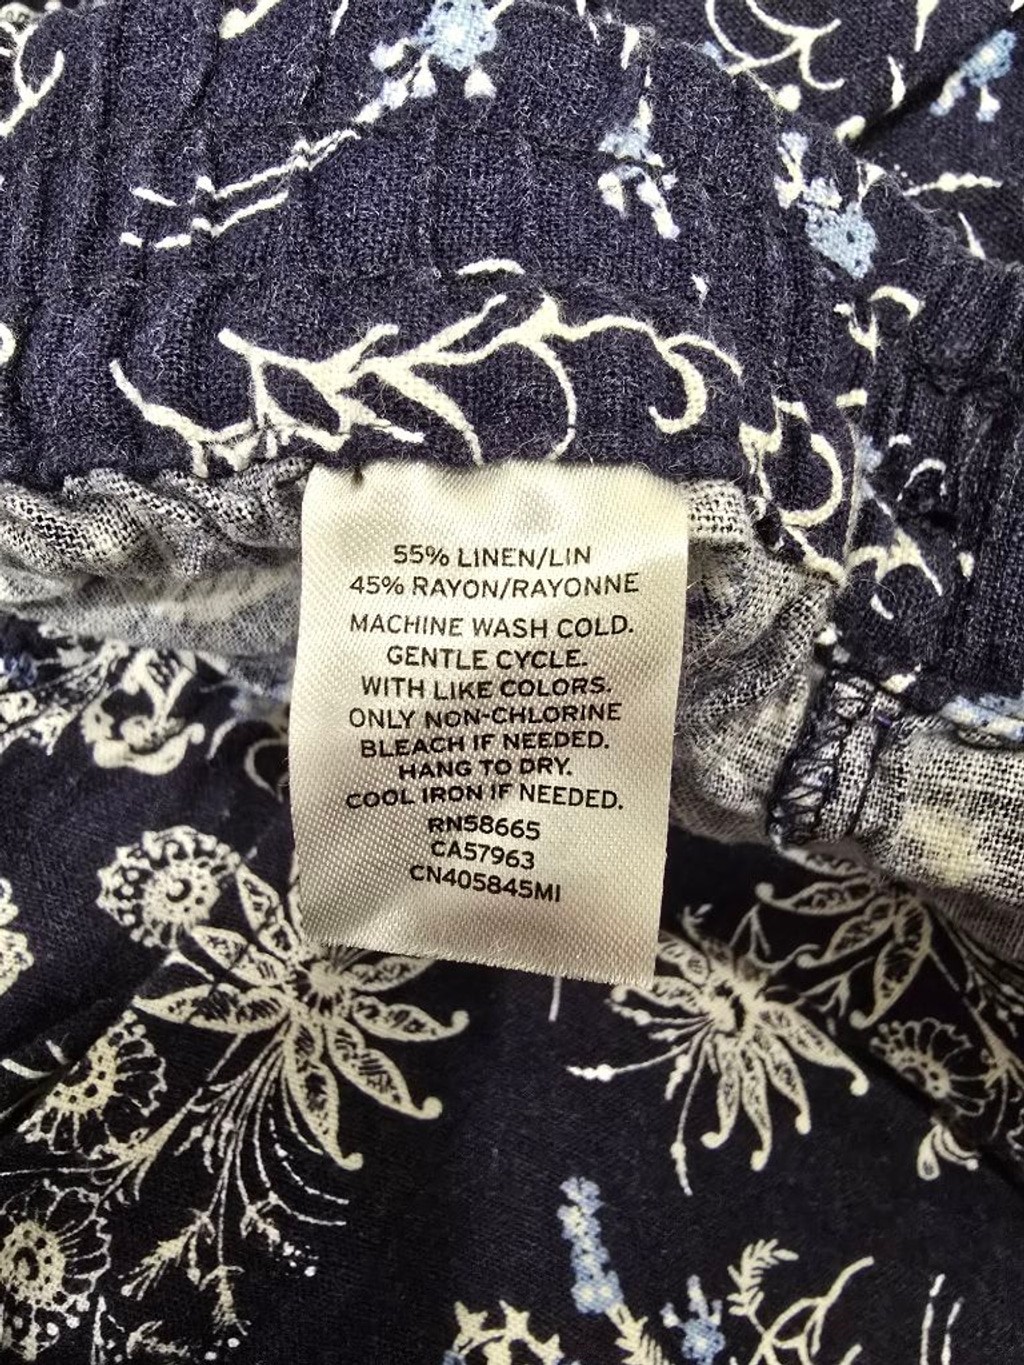 55% LINEN/LIN
45% RAYON/RAYONNE
MACHINE WASH COLD.
GENTLE CYCLE.
WITH LIKE COLORS.
ONLY NON-CHLORINE
BLEACH IF NEEDED.
HANG TO DRY.
COOL IRON IF NEEDED.
RN58665
CA57963
CN405845MI